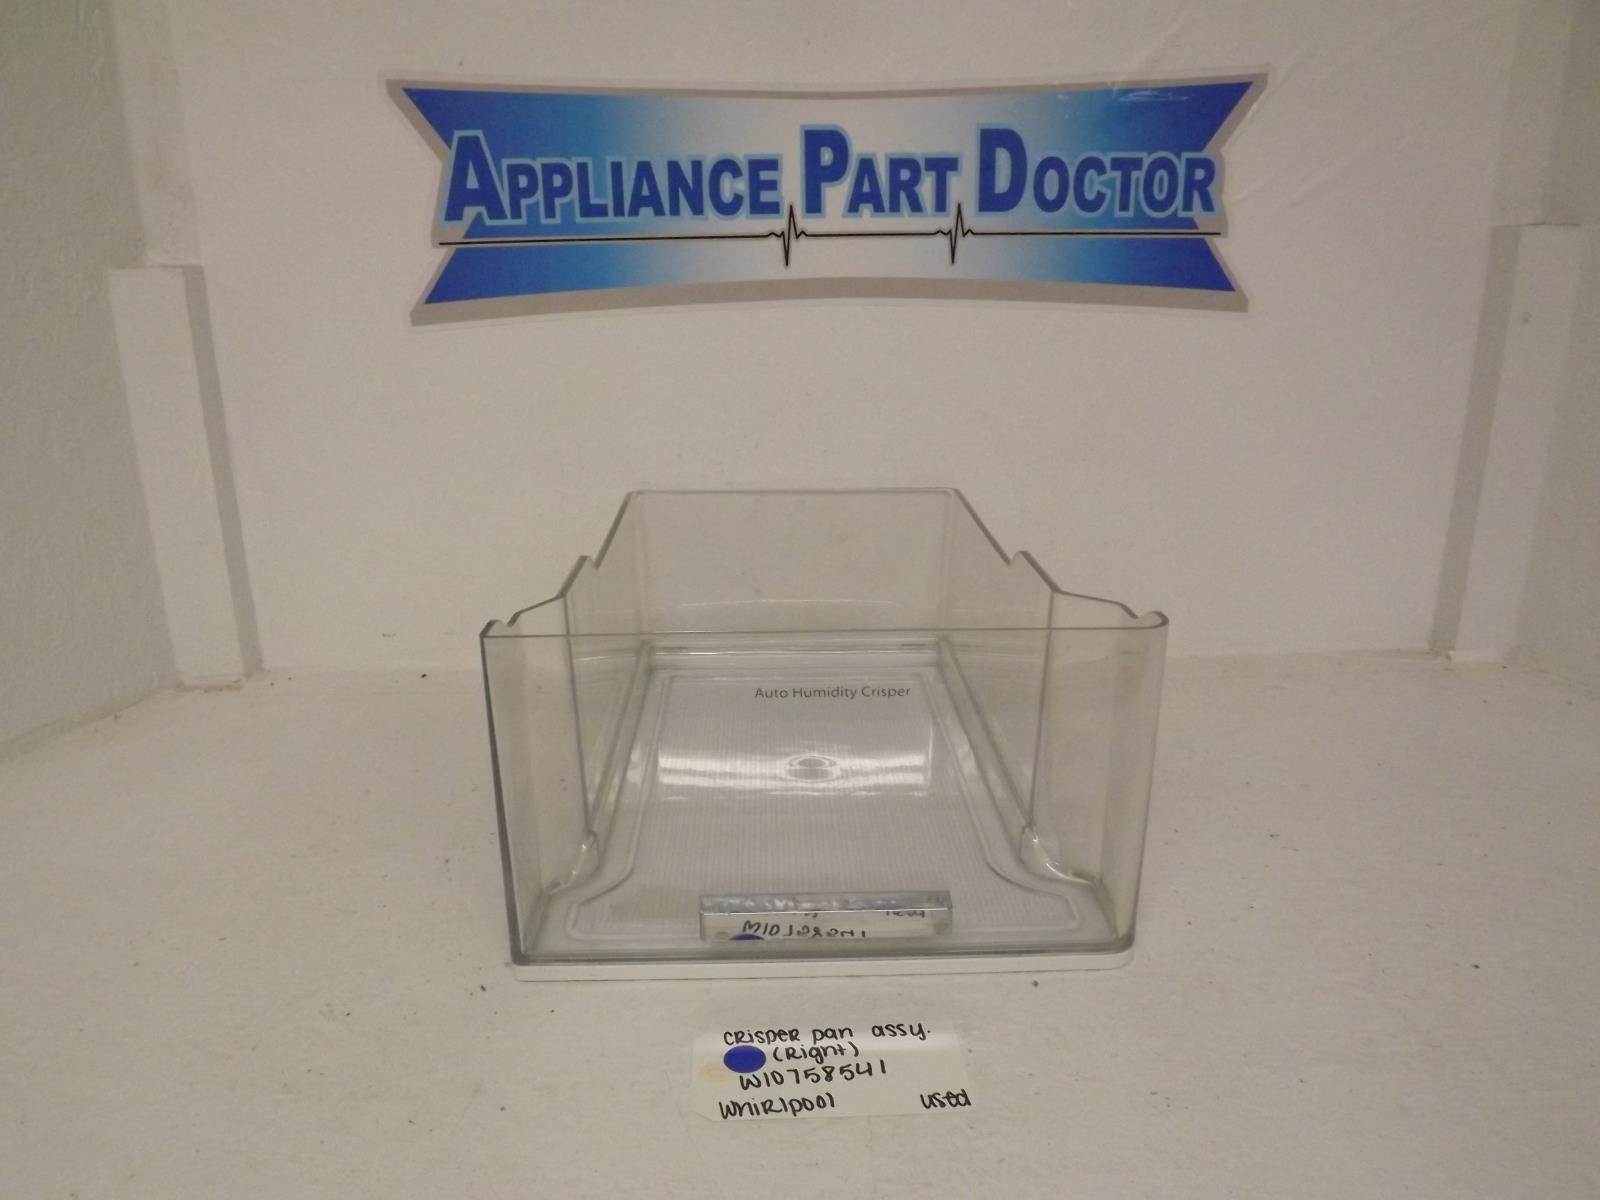 APPLIANCE PART DOCTOR
Auto Humidity Crisper
CRisper pan assy.
(Right)
W10758541
WhiRlpool used